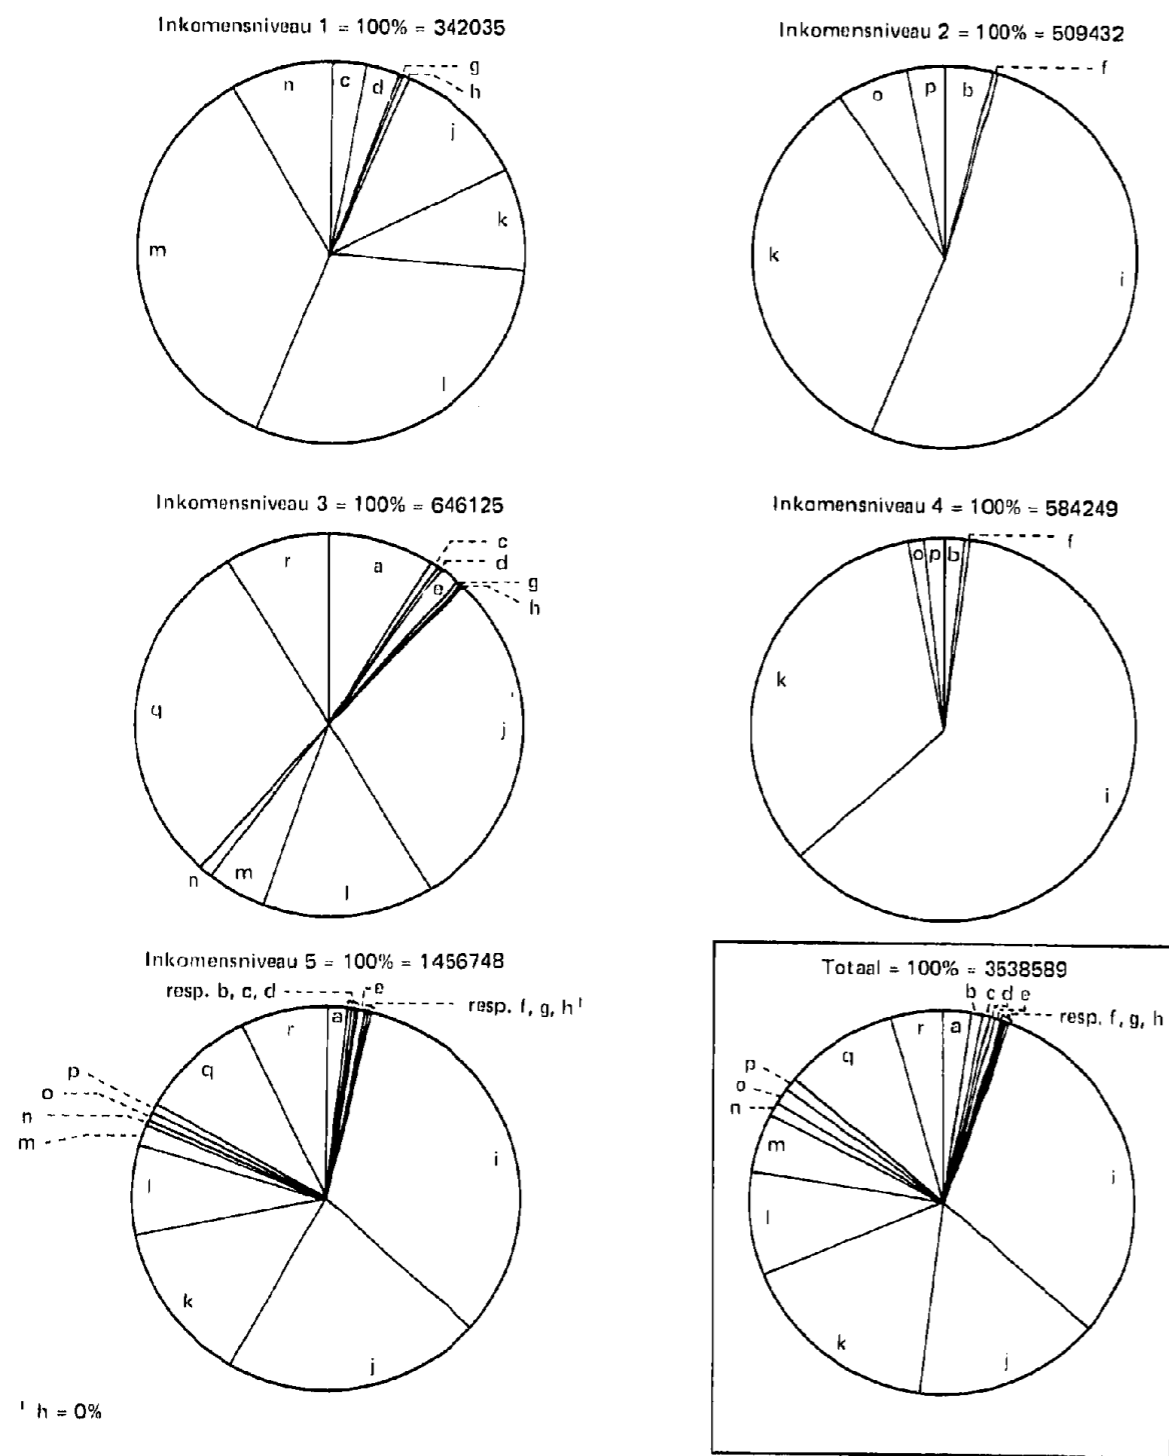 Inkomensniveau 1 = 100% = 342035
n
c
d
g
h
j
k
m
l
Inkomensniveau 2 = 100% = 509432
o
p
b
f
k
i
Inkomensniveau 3 = 100% = 646125
r
a
c
d
e
g
h
q
j
n
m
l
Inkomensniveau 4 = 100% = 584249
o
p
b
f
k
i
Inkomensniveau 5 = 100% = 1456748
resp. b, c, d
e
resp. f, g, h¹
r
a
q
p
o
n
m
l
i
k
j
Totaal = 100% = 3538589
b c d e
resp. f, g, h
r
a
q
p
o
n
m
l
i
k
j
¹ h = 0%